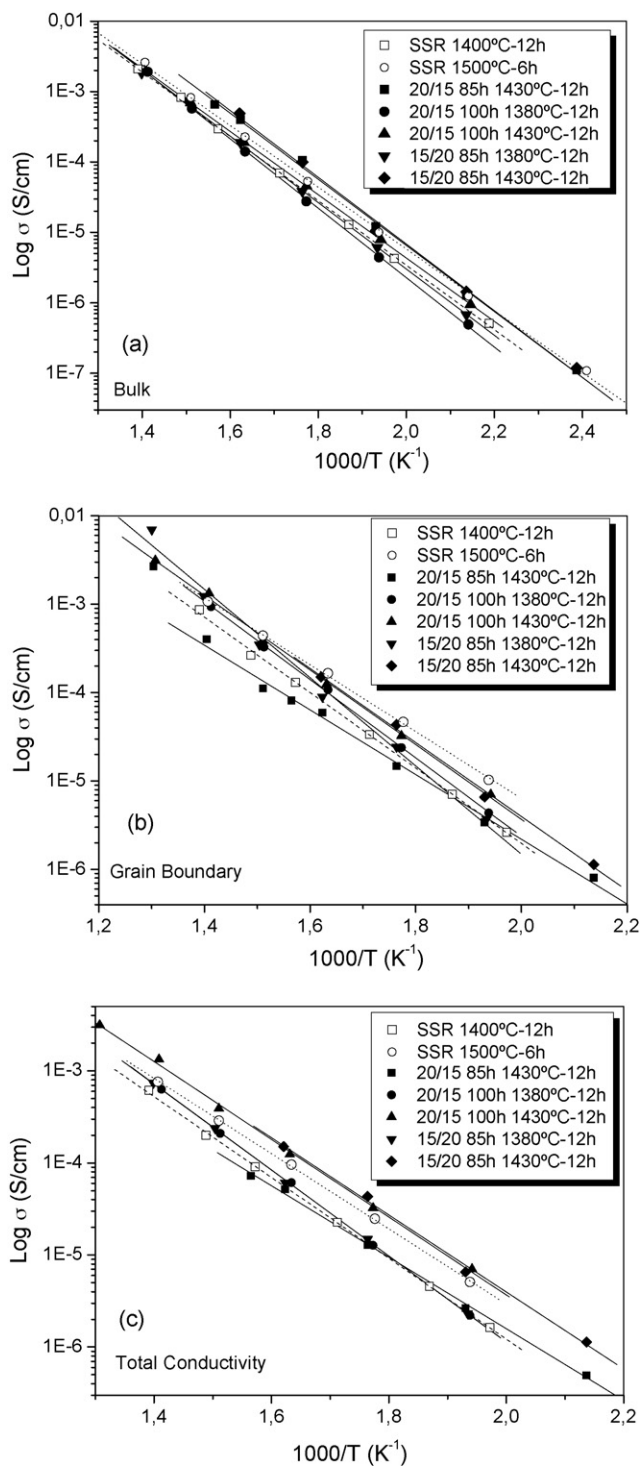 0,01
1E-3
1E-4
1E-5
1E-6
1E-7
Log σ (S/cm)
SSR 1400ºC-12h
SSR 1500ºC-6h
20/15 85h 1430ºC-12h
20/15 100h 1380ºC-12h
20/15 100h 1430ºC-12h
15/20 85h 1380ºC-12h
15/20 85h 1430ºC-12h
(a)
Bulk
1,4 1,6 1,8 2,0 2,2 2,4
1000/T (K⁻¹)
0,01
1E-3
1E-4
1E-5
1E-6
Log σ (S/cm)
SSR 1400ºC-12h
SSR 1500ºC-6h
20/15 85h 1430ºC-12h
20/15 100h 1380ºC-12h
20/15 100h 1430ºC-12h
15/20 85h 1380ºC-12h
15/20 85h 1430ºC-12h
(b)
Grain Boundary
1,2 1,4 1,6 1,8 2,0 2,2
1000/T (K⁻¹)
1E-3
1E-4
1E-5
1E-6
Log σ (S/cm)
SSR 1400ºC-12h
SSR 1500ºC-6h
20/15 85h 1430ºC-12h
20/15 100h 1380ºC-12h
20/15 100h 1430ºC-12h
15/20 85h 1380ºC-12h
15/20 85h 1430ºC-12h
(c)
Total Conductivity
1,4 1,6 1,8 2,0 2,2
1000/T (K⁻¹)